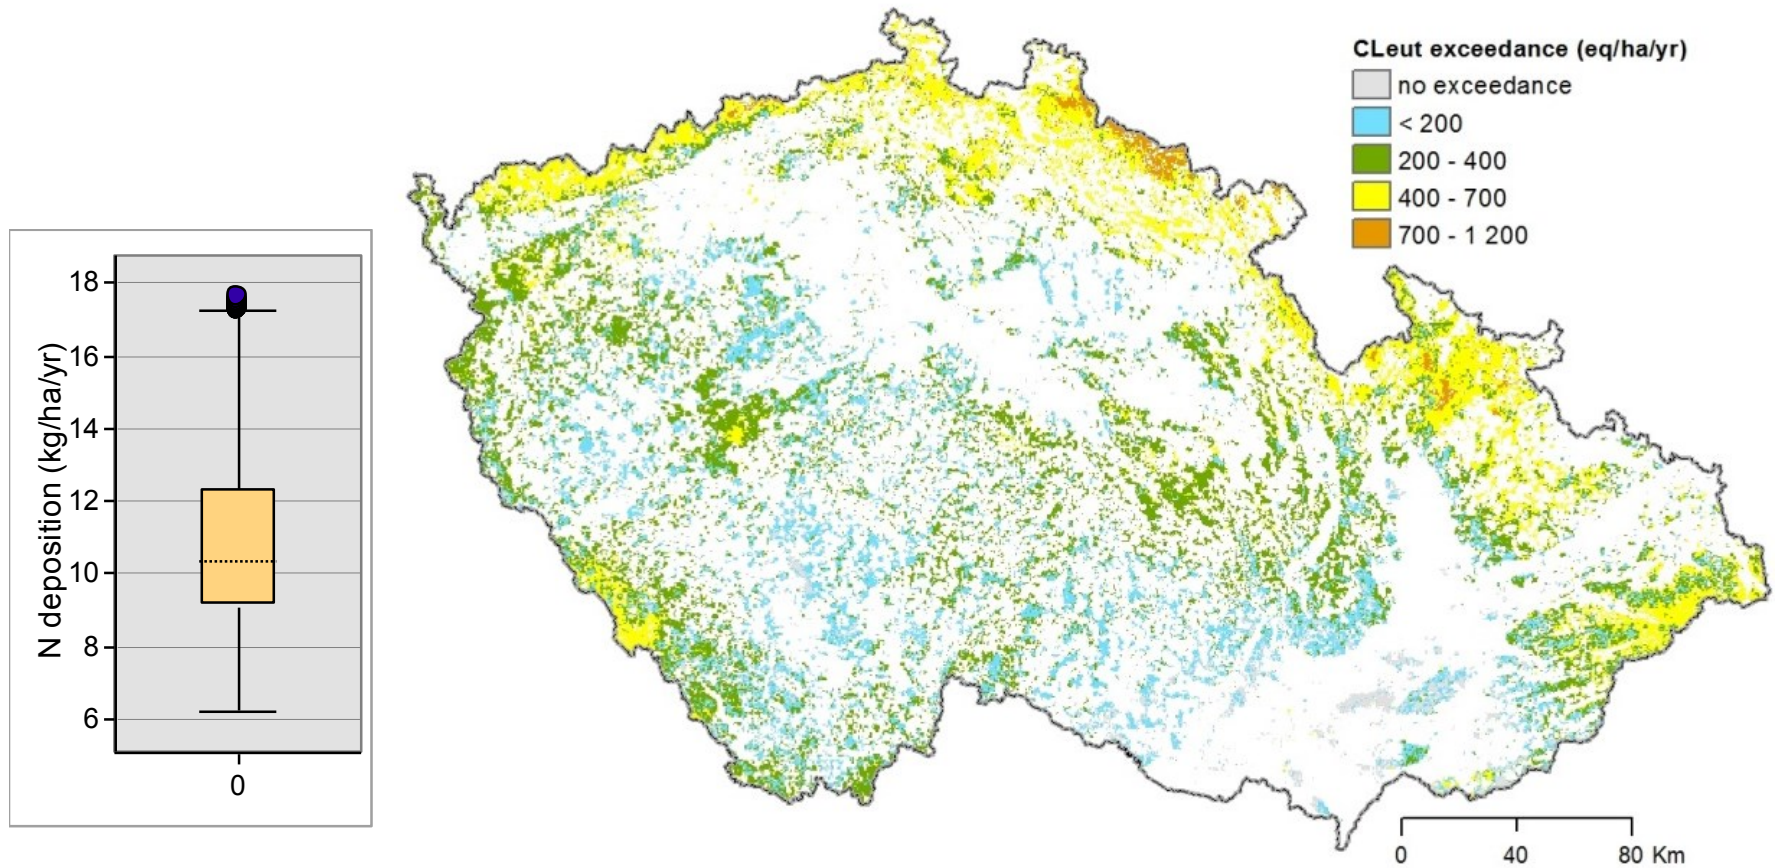 N deposition (kg/ha/yr)
18
16
14
12
10
8
6
0
CLeut exceedance (eq/ha/yr)
no exceedance
< 200
200 - 400
400 - 700
700 - 1 200
0 40 80 Km